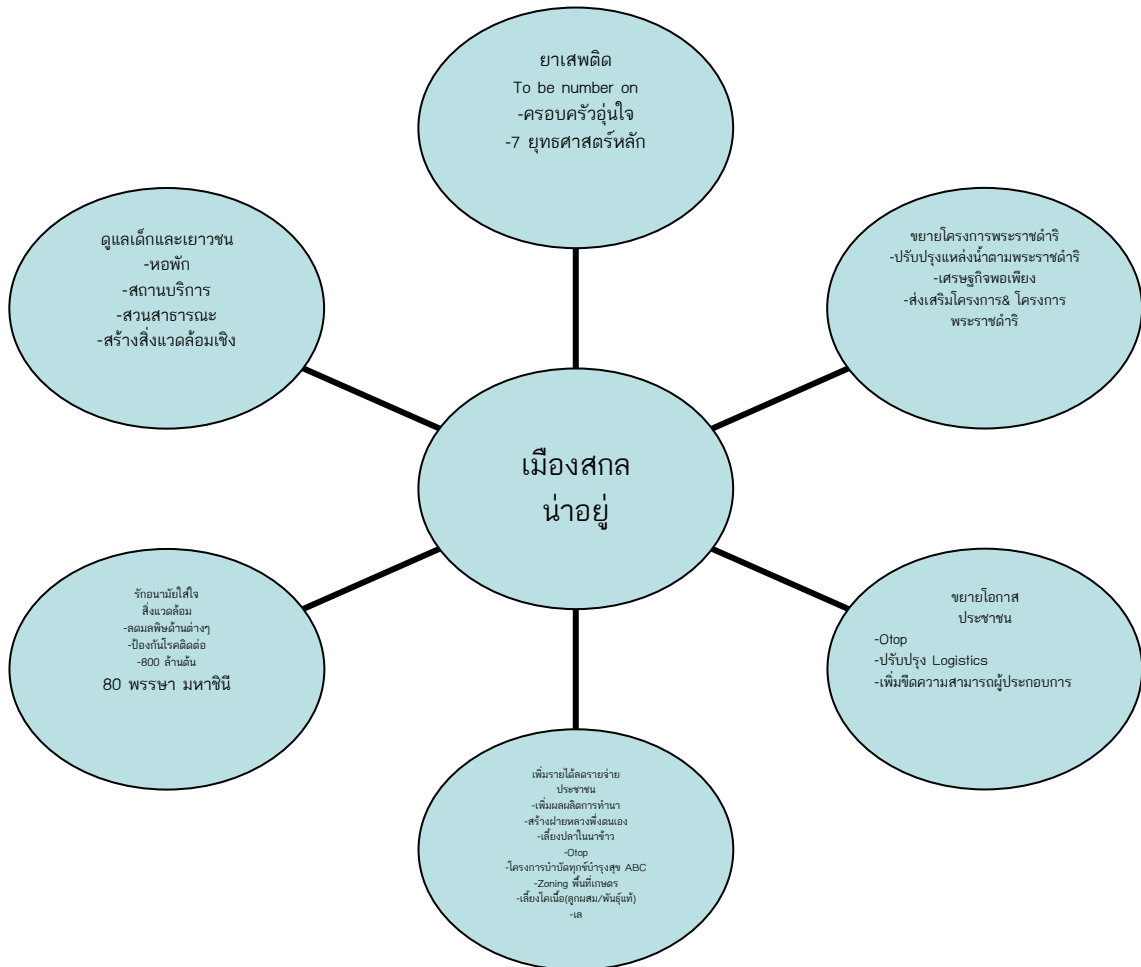 ยาเสพติด
To be number on
-ครอบครัวอุ่นใจ
-7 ยุทธศาสตร์หลัก
ดูแลเด็กและเยาวชน
-หอพัก
-สถานบริการ
-สวนสาธารณะ
-สร้างสิ่งแวดล้อมเชิง
ขยายโครงการพระราชดำริ
-ปรับปรุงแหล่งน้ำตามพระราชดำริ
-เศรษฐกิจพอเพียง
-ส่งเสริมโครงการ& โครงการ
พระราชดำริ
เมืองสกล
น่าอยู่
รักอนามัยใส่ใจ
สิ่งแวดล้อม
-ลดมลพิษด้านต่างๆ
-ป้องกันโรคติดต่อ
-800 ล้านต้น
80 พรรษา มหาชินี
ขยายโอกาส
ประชาชน
-Otop
-ปรับปรุง Logistics
-เพิ่มขีดความสามารถผู้ประกอบการ
เพิ่มรายได้ลดรายจ่าย
ประชาชน
-เพิ่มผลผลิตการทำนา
-สร้างฝายหลวงพึ่งตนเอง
-เลี้ยงปลาในนาข้าว
-Otop
-โครงการบำบัดทุกข์บำรุงสุข ABC
-Zoning พื้นที่เกษตร
-เลี้ยงโคเนื้อ(ลูกผสม/พันธุ์แท้)
-เล